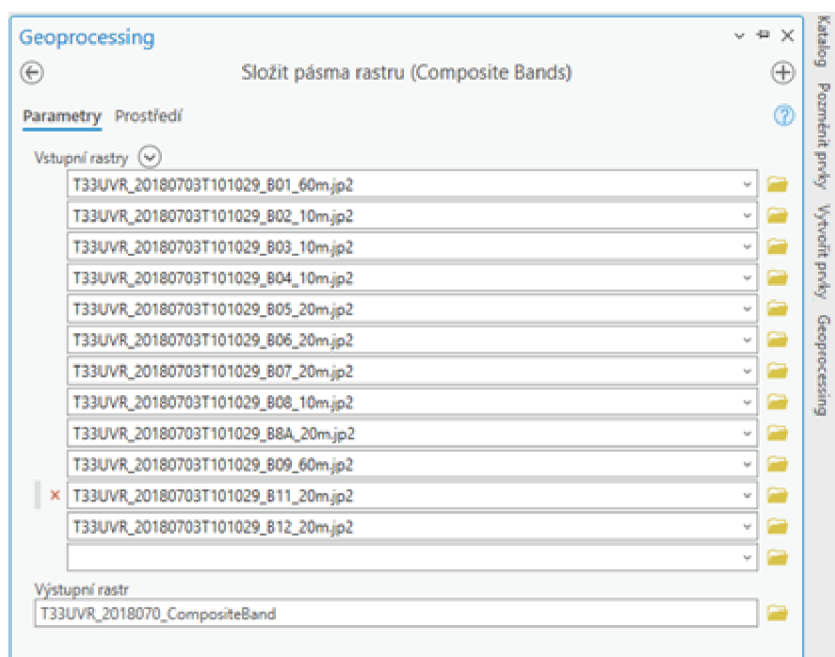 Geoprocessing
Složit pásma rastru (Composite Bands)
Parametry Prostředí
Vstupní rastry
T33UVR_20180703T101029_B01_60m.jp2
T33UVR_20180703T101029_B02_10m.jp2
T33UVR_20180703T101029_B03_10m.jp2
T33UVR_20180703T101029_B04_10m.jp2
T33UVR_20180703T101029_B05_20m.jp2
T33UVR_20180703T101029_B06_20m.jp2
T33UVR_20180703T101029_B07_20m.jp2
T33UVR_20180703T101029_B08_10m.jp2
T33UVR_20180703T101029_B8A_20m.jp2
T33UVR_20180703T101029_B09_60m.jp2
T33UVR_20180703T101029_B11_20m.jp2
T33UVR_20180703T101029_B12_20m.jp2
Výstupní rastr
T33UVR_2018070_CompositeBand
Katalog
Pozměnit prvky
Vytvořit prvky
Geoprocessing